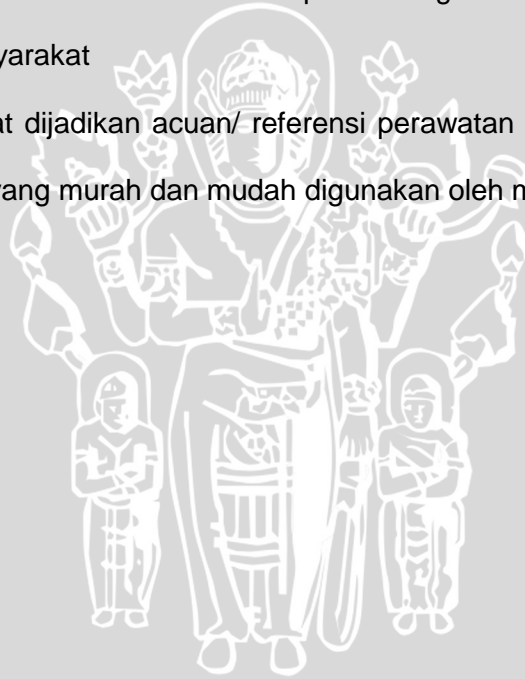 yarakat
at dijadikan acuan/ referensi perawatan
yang murah dan mudah digunakan oleh